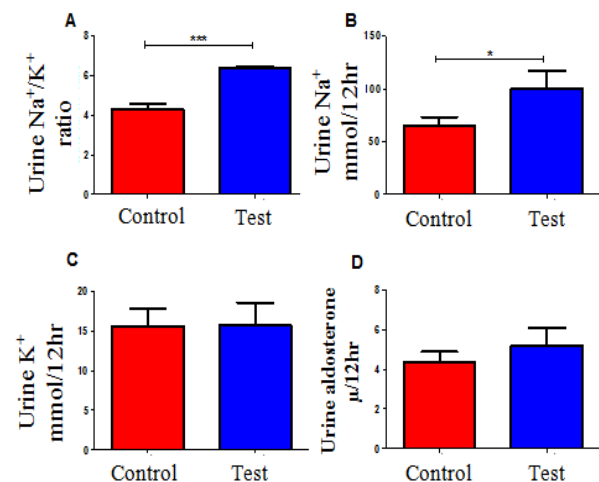 A
***
Urine Na⁺/K⁺
ratio
8
6
4
2
0
Control Test
B
*
Urine Na⁺
mmol/12hr
150
100
50
0
Control Test
C
Urine K⁺
mmol/12hr
20
15
10
5
0
Control Test
D
Urine aldosterone
µ/12hr
8
6
4
2
0
Control Test